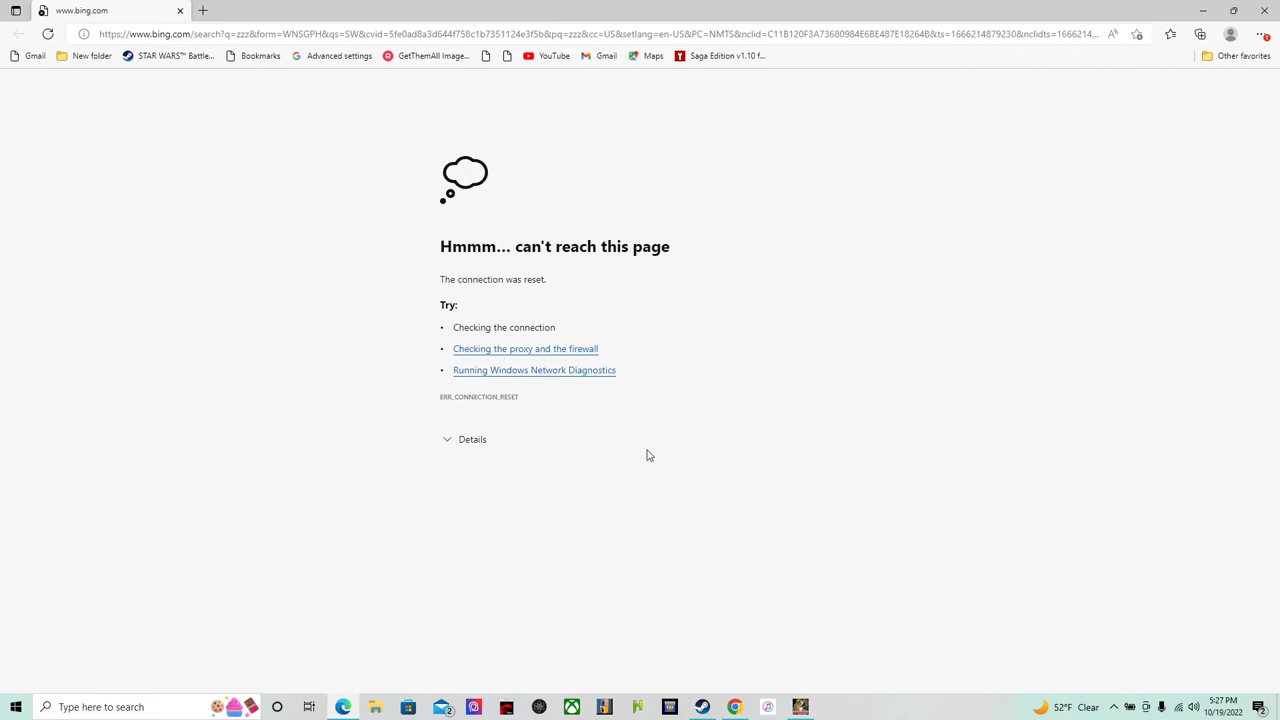 www.bing.com
https://www.bing.com/search?q=zzz&form=WNSGPH&qs=SW&cvid=5fe0ad8a3d644f758c1b7351124e3f5b&pq=zzz&cc=US&setlang=en-US&PC=NMTS&nclid=C11B120F3A73680984E6BE487E18264B&ts=1666214879230&nclidts=1666214...
Gmail New folder STAR WARS™ Battle... Bookmarks Advanced settings GetThemAll Image... YouTube Gmail Maps Saga Edition v1.10 f... Other favorites
Hmmm... can't reach this page
The connection was reset.
Try:
• Checking the connection
• Checking the proxy and the firewall
• Running Windows Network Diagnostics
ERR_CONNECTION_RESET
Details
Type here to search
2
52°F Clear
5:27 PM
10/19/2022
2